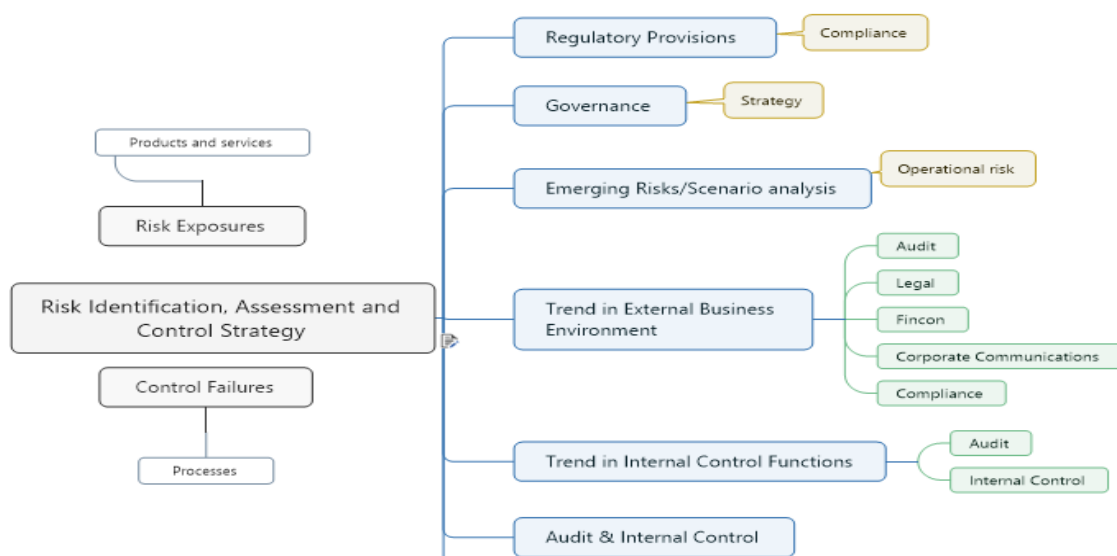 Regulatory Provisions
Compliance
Governance
Strategy
Products and services
Risk Exposures
Emerging Risks/Scenario analysis
Operational risk
Risk Identification, Assessment and
Control Strategy
Trend in External Business
Environment
Audit
Legal
Fincon
Corporate Communications
Compliance
Control Failures
Processes
Trend in Internal Control Functions
Audit
Internal Control
Audit & Internal Control